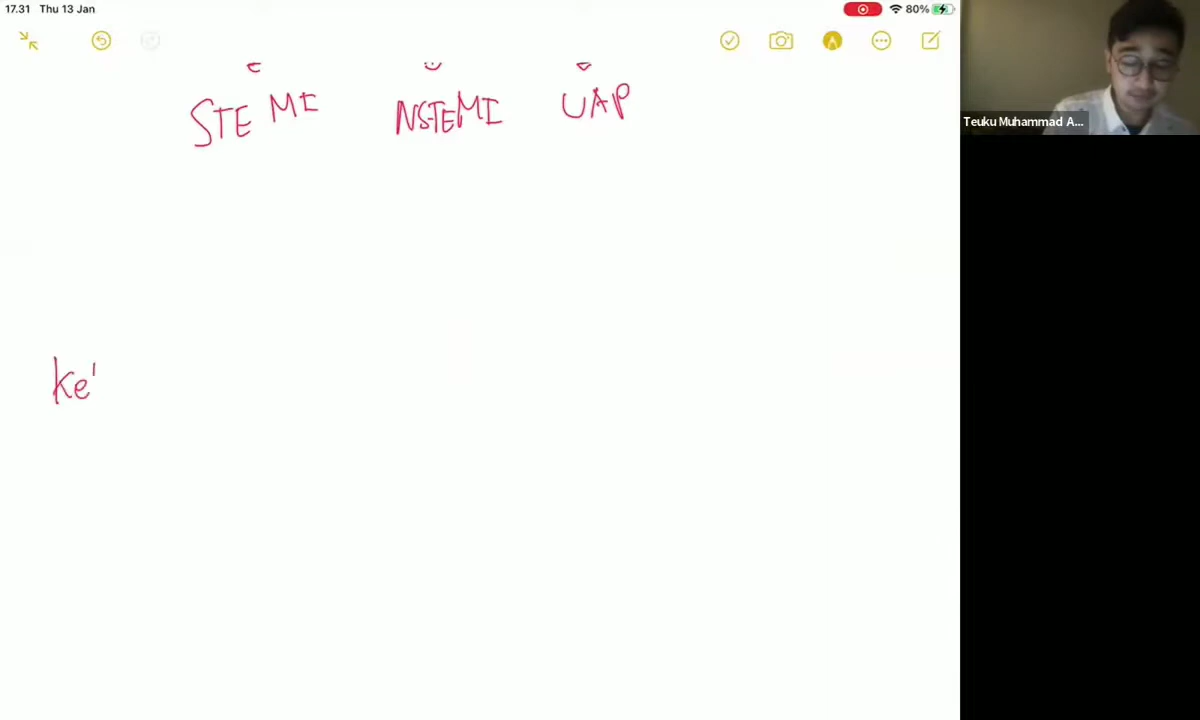 17.31 Thu 13 Jan 80%
STEMI NSTEMI UAP
Teuku Muhammad A...
Ke'